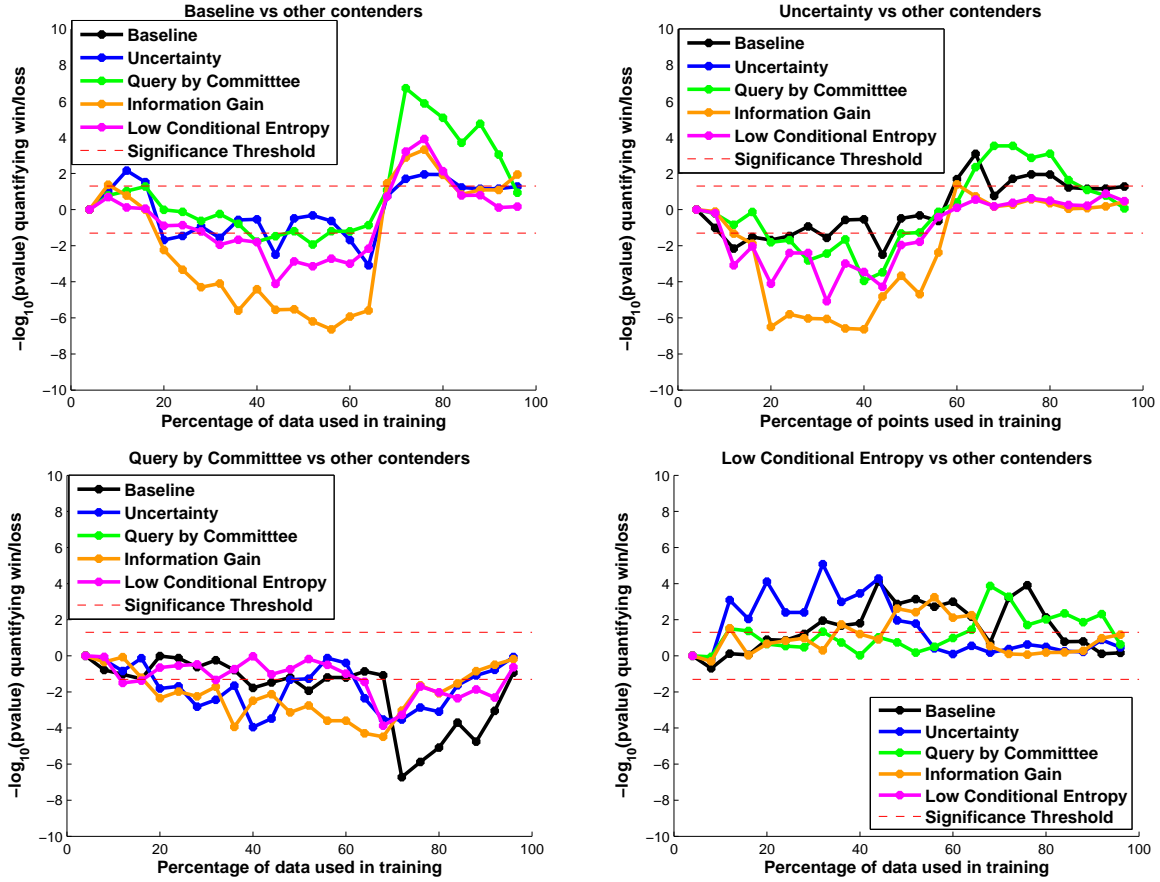 Baseline vs other contenders
10
8
6
4
2
0
−2
−4
−6
−8
−10
−log10(pvalue) quantifying win/loss
Baseline
Uncertainty
Query by Committtee
Information Gain
Low Conditional Entropy
Significance Threshold
0 20 40 60 80 100
Percentage of data used in training
Uncertainty vs other contenders
10
8
6
4
2
0
−2
−4
−6
−8
−10
−log10(pvalue) quantifying win/loss
Baseline
Uncertainty
Query by Committtee
Information Gain
Low Conditional Entropy
Significance Threshold
0 20 40 60 80 100
Percentage of points used in training
Query by Committtee vs other contenders
10
8
6
4
2
0
−2
−4
−6
−8
−10
−log10(pvalue) quantifying win/loss
Baseline
Uncertainty
Query by Committtee
Information Gain
Low Conditional Entropy
Significance Threshold
0 20 40 60 80 100
Percentage of data used in training
Low Conditional Entropy vs other contenders
10
8
6
4
2
0
−2
−4
−6
−8
−10
−log10(pvalue) quantifying win/loss
Baseline
Uncertainty
Query by Committtee
Information Gain
Low Conditional Entropy
Significance Threshold
0 20 40 60 80 100
Percentage of data used in training